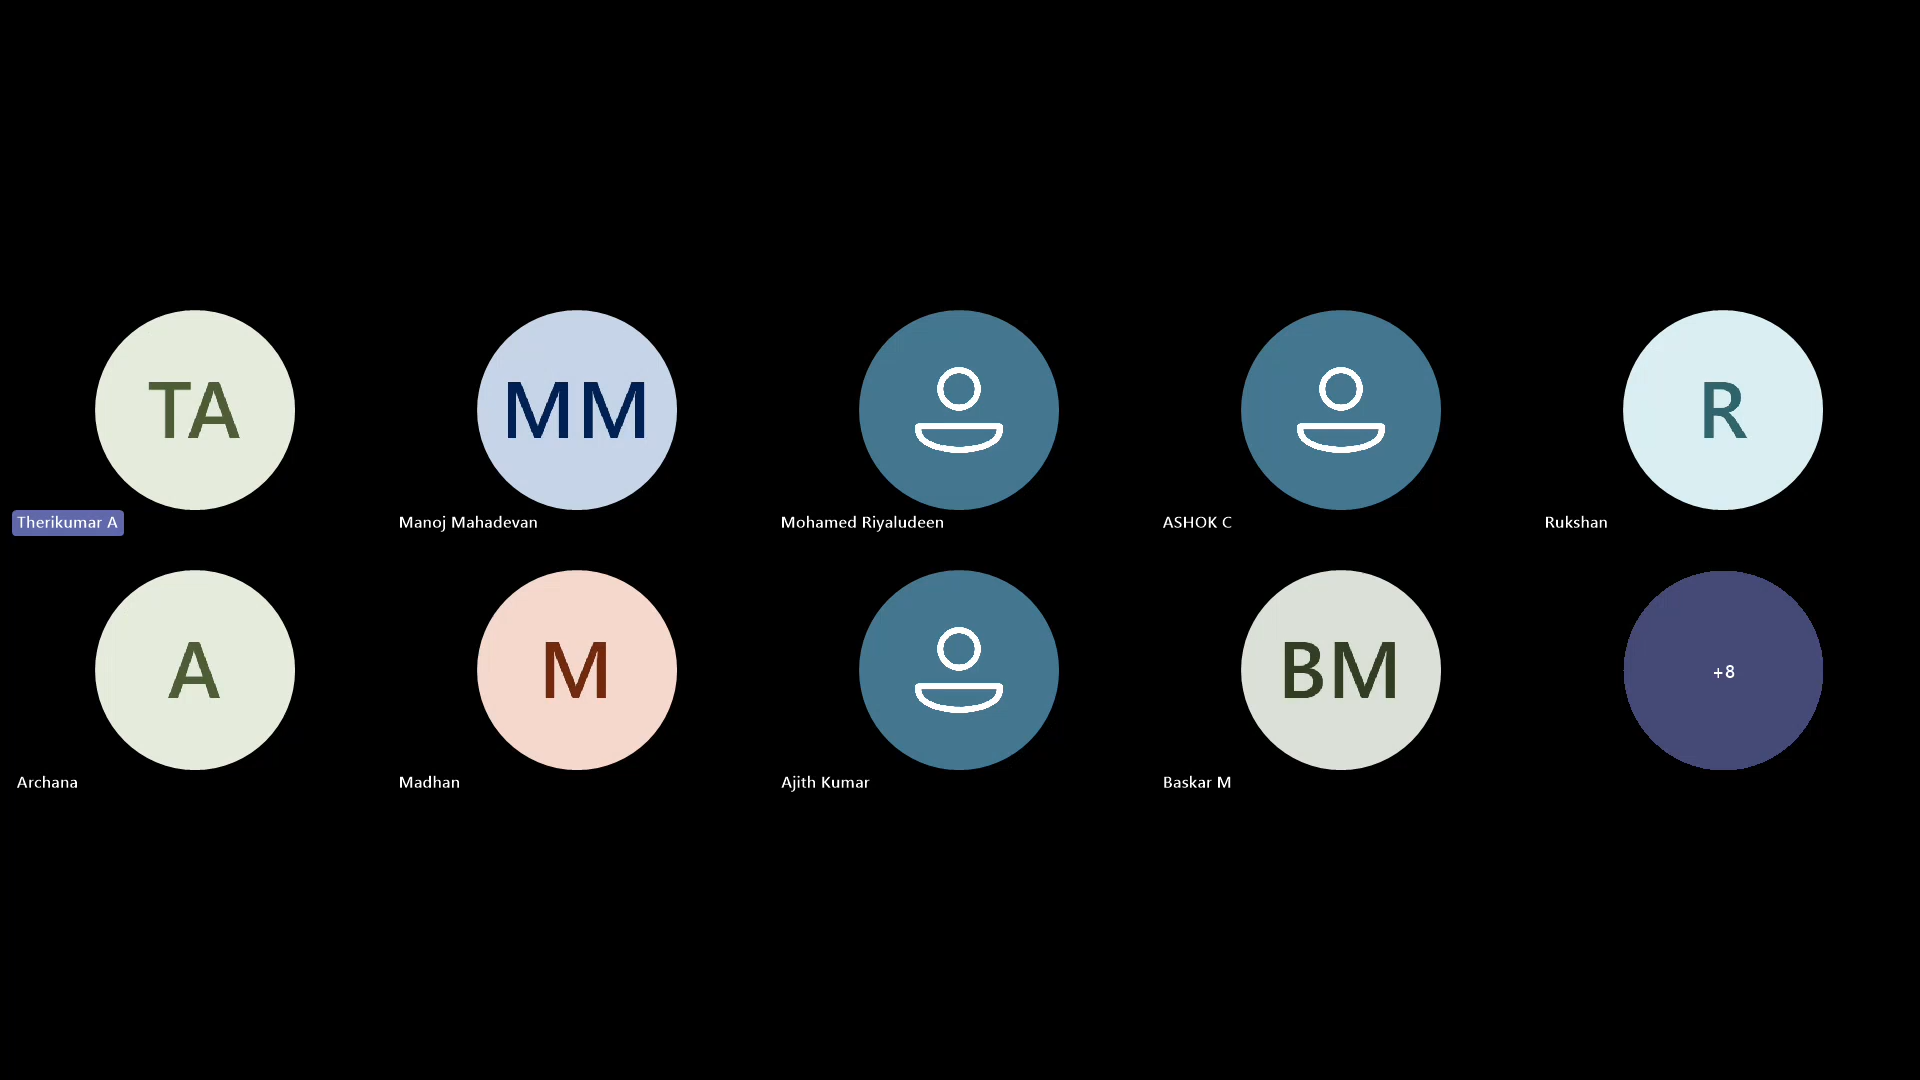 TA
MM
R
Therikumar A
Manoj Mahadevan
Mohamed Riyaludeen
ASHOK C
Rukshan
A
M
BM
+8
Archana
Madhan
Ajith Kumar
Baskar M